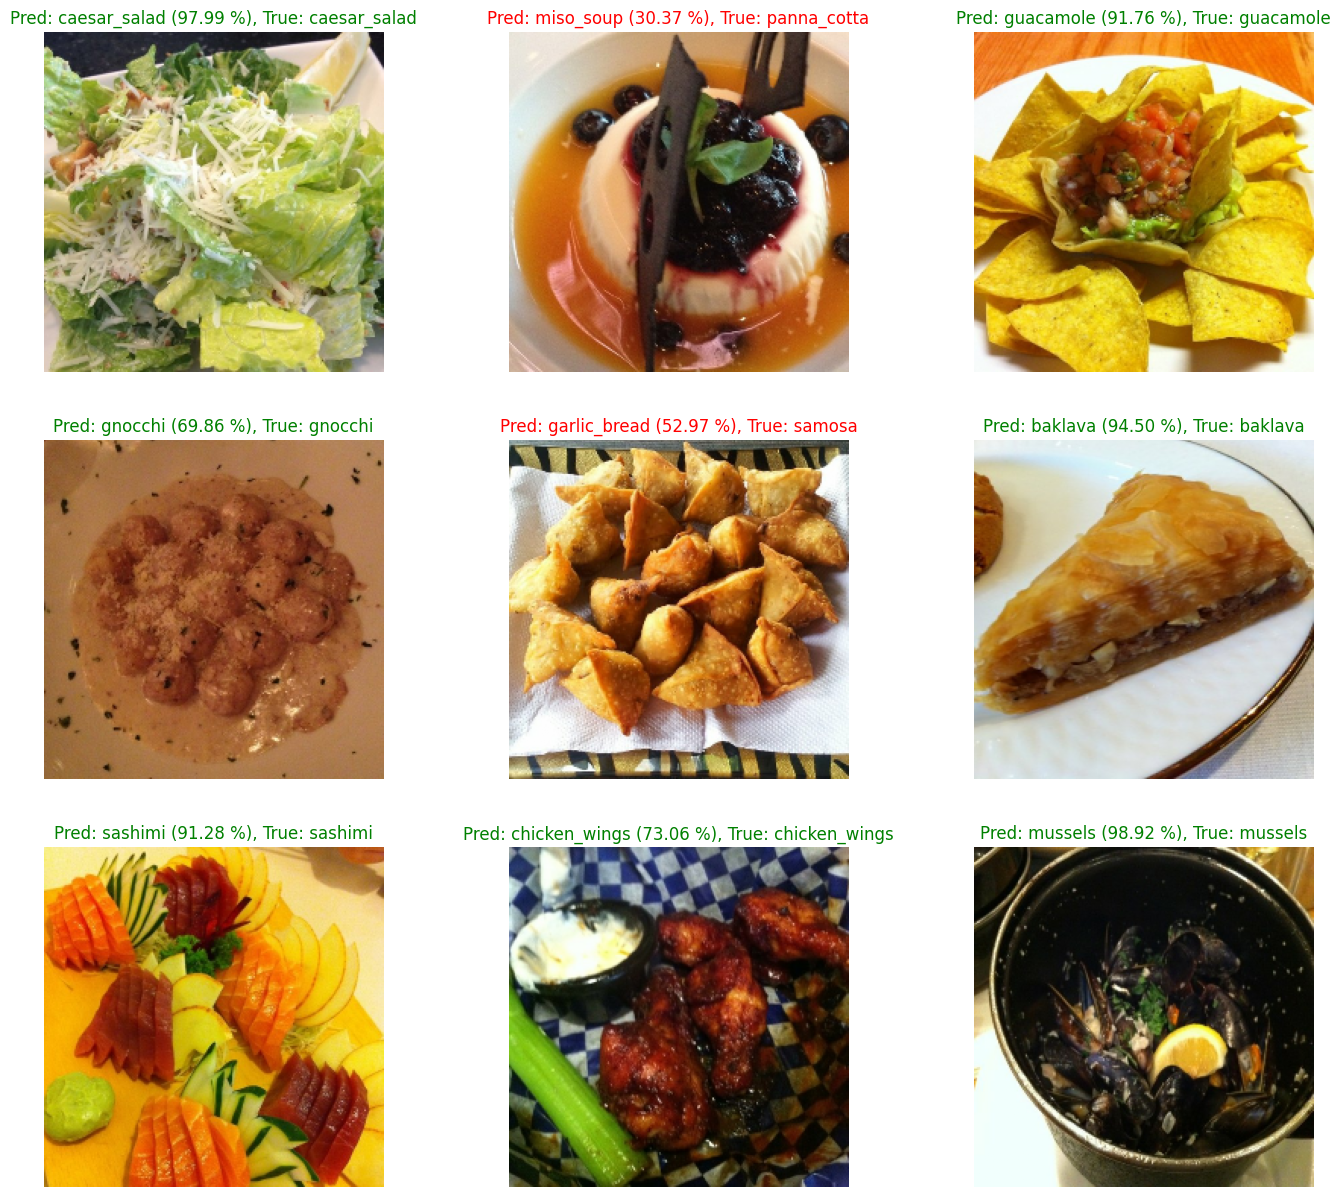 Pred: caesar_salad (97.99 %), True: caesar_salad
Pred: miso_soup (30.37 %), True: panna_cotta
Pred: guacamole (91.76 %), True: guacamole
Pred: gnocchi (69.86 %), True: gnocchi
Pred: garlic_bread (52.97 %), True: samosa
Pred: baklava (94.50 %), True: baklava
Pred: sashimi (91.28 %), True: sashimi
Pred: chicken_wings (73.06 %), True: chicken_wings
Pred: mussels (98.92 %), True: mussels